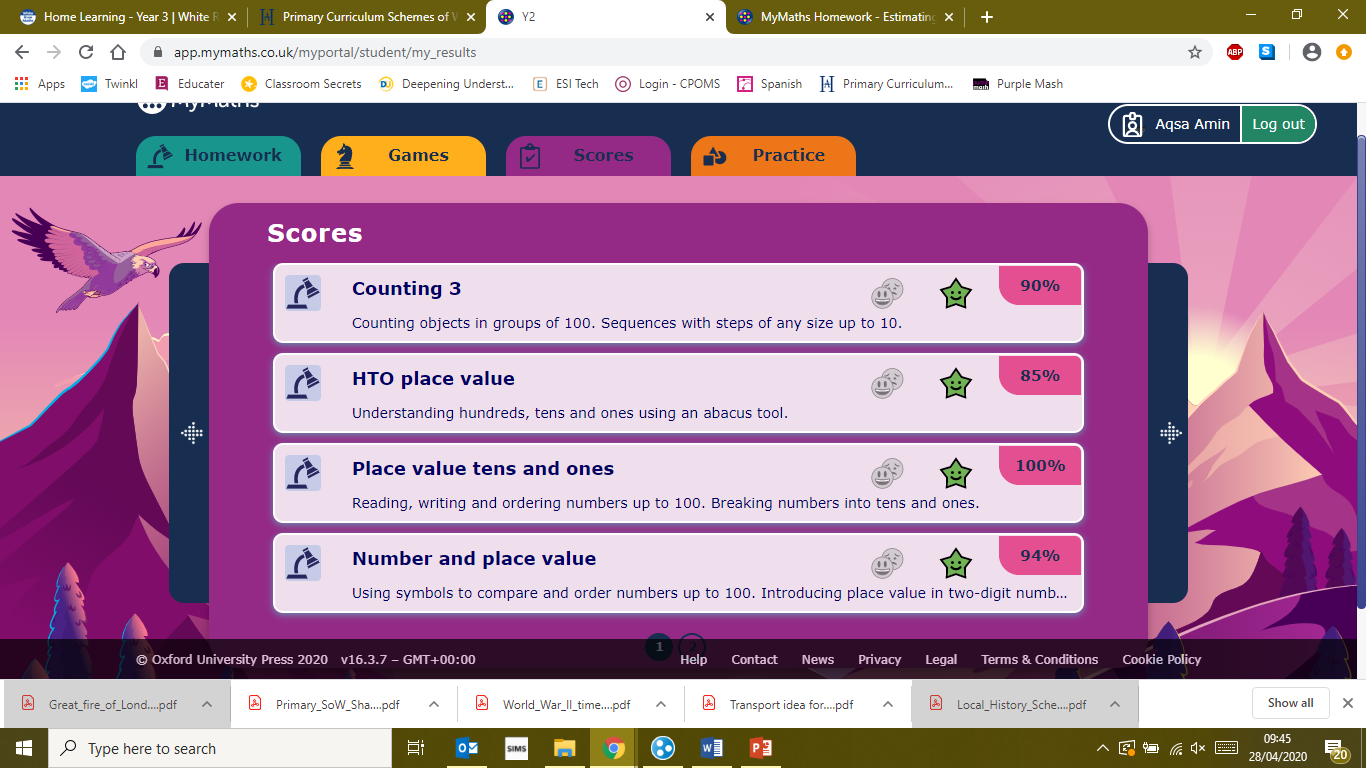 Home Learning - Year 3 | White R
Primary Curriculum Schemes of W
Y2
MyMaths Homework - Estimating
app.mymaths.co.uk/myportal/student/my_results
ABP
S
Apps
Twinkl
Educater
Classroom Secrets
Deepening Underst...
ESI Tech
Login - CPOMS
Spanish
Primary Curriculum...
Purple Mash
MyMaths
Aqsa Amin
Log out
Homework
Games
Scores
Practice
Scores
Counting 3
90%
Counting objects in groups of 100. Sequences with steps of any size up to 10.
HTO place value
85%
Understanding hundreds, tens and ones using an abacus tool.
Place value tens and ones
100%
Reading, writing and ordering numbers up to 100. Breaking numbers into tens and ones.
Number and place value
94%
Using symbols to compare and order numbers up to 100. Introducing place value in two-digit numb...
1 2
© Oxford University Press 2020 v16.3.7 – GMT+00:00
Help
Contact
News
Privacy
Legal
Terms & Conditions
Cookie Policy
Great_fire_of_Lond....pdf
Primary_SoW_Sha....pdf
World_War_II_time....pdf
Transport idea for....pdf
Local_History_Sche....pdf
Show all
Type here to search
SIMS
09:45
28/04/2020
20